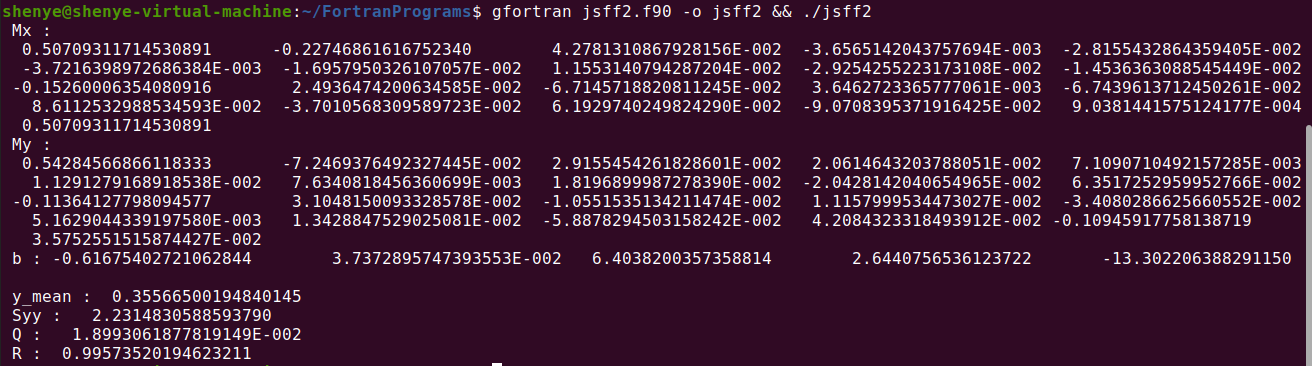 shenye@shenye-virtual-machine:~/FortranPrograms$ gfortran jsff2.f90 -o jsff2 && ./jsff2
Mx :
0.50709311714530891 -0.22746861616752340 4.2781310867928156E-002 -3.6565142043757694E-003 -2.8155432864359405E-002
-3.7216398972686384E-003 -1.6957950326107057E-002 1.1553140794287204E-002 -2.9254255223173108E-002 -1.4536363088545449E-002
-0.15260006354080916 2.4936474200634585E-002 -6.7145718820811245E-002 3.6462723365777061E-003 -6.7439613712450261E-002
8.6112532988534593E-002 -3.7010568309589723E-002 6.1929740249824290E-002 -9.0708395371916425E-002 9.0381441575124177E-004
0.50709311714530891
My :
0.54284566866118333 -7.2469376492327445E-002 2.9155454261828601E-002 2.0614643203788051E-002 7.1090710492157285E-003
1.1291279168918538E-002 7.6340818456360699E-003 1.8196899987278390E-002 -2.0428142040654965E-002 6.3517252959952766E-002
-0.11364127798094577 3.1048150093328578E-002 -1.0551535134211474E-002 1.1157999534473027E-002 -3.4080286625660552E-002
5.1629044339197580E-003 1.3428847529025081E-002 -5.8878294503158242E-002 4.2084323318493912E-002 -0.10945917758138719
3.5752551515874427E-002
b : -0.61675402721062844 3.7372895747393553E-002 6.4038200357358814 2.6440756536123722 -13.302206388291150
y_mean : 0.35566500194840145
Syy : 2.2314830588593790
Q : 1.8993061877819149E-002
R : 0.99573520194623211